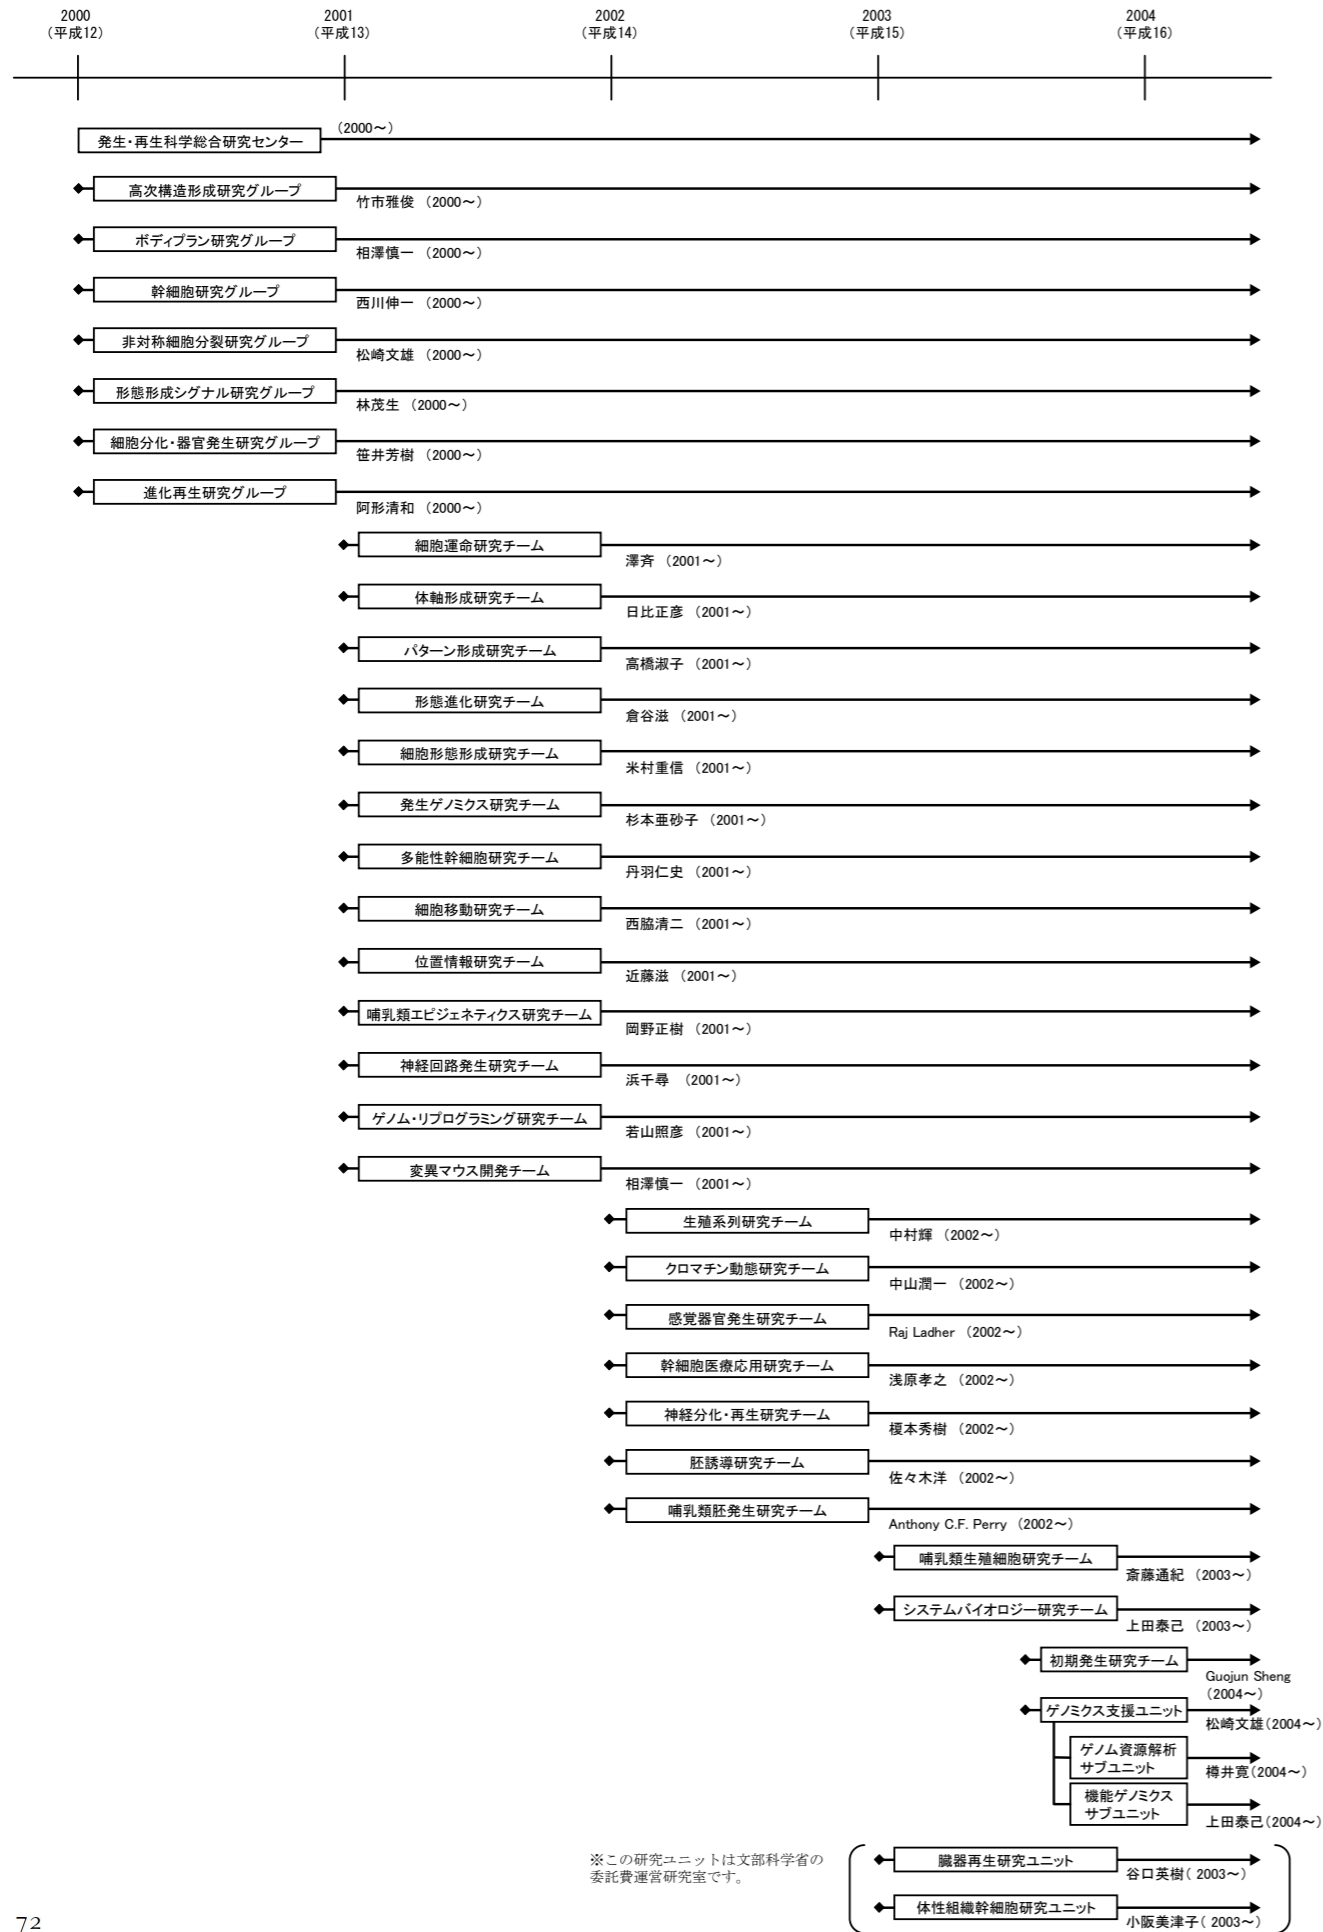 2000
(平成12)
2001
(平成13)
2002
(平成14)
2003
(平成15)
2004
(平成16)
発生・再生科学総合研究センター
(2000～)
高次構造形成研究グループ
竹市雅俊 (2000～)
ボディプラン研究グループ
相澤慎一 (2000～)
幹細胞研究グループ
西川伸一 (2000～)
非対称細胞分裂研究グループ
松崎文雄 (2000～)
形態形成シグナル研究グループ
林茂生 (2000～)
細胞分化・器官発生研究グループ
笹井芳樹 (2000～)
進化再生研究グループ
阿形清和 (2000～)
細胞運命研究チーム
澤斉 (2001～)
体軸形成研究チーム
日比正彦 (2001～)
パターン形成研究チーム
高橋淑子 (2001～)
形態進化研究チーム
倉谷滋 (2001～)
細胞形態形成研究チーム
米村重信 (2001～)
発生ゲノミクス研究チーム
杉本亜砂子 (2001～)
多能性幹細胞研究チーム
丹羽仁史 (2001～)
細胞移動研究チーム
西脇清二 (2001～)
位置情報研究チーム
近藤滋 (2001～)
哺乳類エピジェネティクス研究チーム
岡野正樹 (2001～)
神経回路発生研究チーム
浜千尋 (2001～)
ゲノム・リプログラミング研究チーム
若山照彦 (2001～)
変異マウス開発チーム
相澤慎一 (2001～)
生殖系列研究チーム
中村輝 (2002～)
クロマチン動態研究チーム
中山潤一 (2002～)
感覚器官発生研究チーム
Raj Ladher (2002～)
幹細胞医療応用研究チーム
浅原孝之 (2002～)
神経分化・再生研究チーム
榎本秀樹 (2002～)
胚誘導研究チーム
佐々木洋 (2002～)
哺乳類胚発生研究チーム
Anthony C.F. Perry (2002～)
哺乳類生殖細胞研究チーム
斎藤通紀 (2003～)
システムバイオロジー研究チーム
上田泰己 (2003～)
初期発生研究チーム
Guojun Sheng
(2004～)
ゲノミクス支援ユニット
松崎文雄(2004～)
ゲノム資源解析
サブユニット
樽井寛(2004～)
機能ゲノミクス
サブユニット
上田泰己(2004～)
※この研究ユニットは文部科学省の
委託費運営研究室です。
臓器再生研究ユニット
谷口英樹( 2003～)
体性組織幹細胞研究ユニット
小阪美津子( 2003～)
72